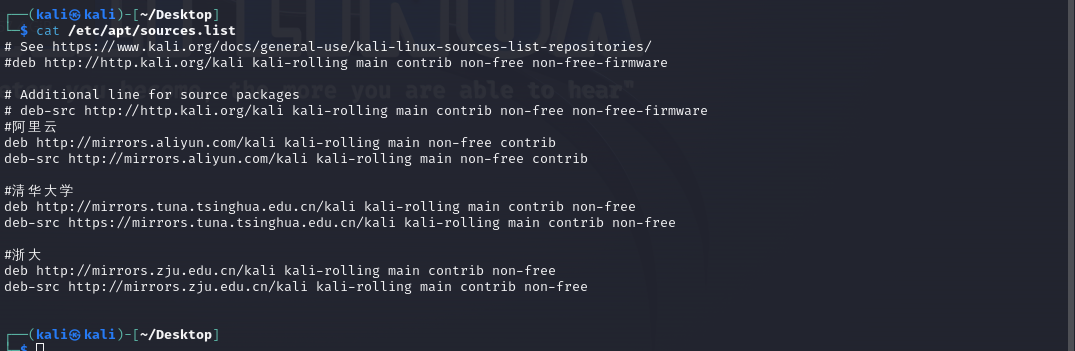 ┌──(kali㉿kali)-[~/Desktop]
└─$ cat /etc/apt/sources.list
# See https://www.kali.org/docs/general-use/kali-linux-sources-list-repositories/
#deb http://http.kali.org/kali kali-rolling main contrib non-free non-free-firmware

# Additional line for source packages
# deb-src http://http.kali.org/kali kali-rolling main contrib non-free non-free-firmware
#阿里云
deb http://mirrors.aliyun.com/kali kali-rolling main non-free contrib
deb-src http://mirrors.aliyun.com/kali kali-rolling main non-free contrib

#清华大学
deb http://mirrors.tuna.tsinghua.edu.cn/kali kali-rolling main contrib non-free
deb-src https://mirrors.tuna.tsinghua.edu.cn/kali kali-rolling main contrib non-free

#浙大
deb http://mirrors.zju.edu.cn/kali kali-rolling main contrib non-free
deb-src http://mirrors.zju.edu.cn/kali kali-rolling main contrib non-free

┌──(kali㉿kali)-[~/Desktop]
└─$